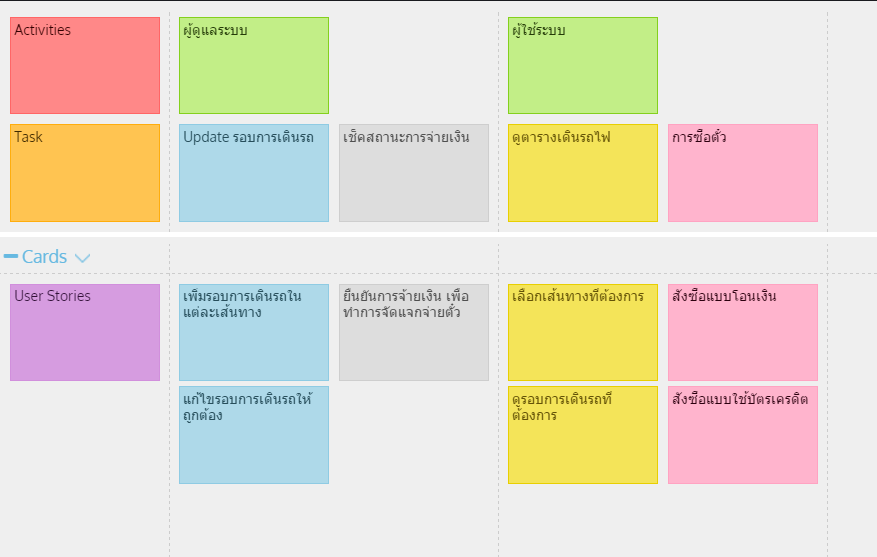 Activities
ผู้ดูแลระบบ
ผู้ใช้ระบบ
Task
Update รอบการเดินรถ
เช็คสถานะการจ่ายเงิน
ดูตารางเดินรถไฟ
การซื้อตั๋ว
Cards
User Stories
เพิ่มรอบการเดินรถใน
แต่ละเส้นทาง
ยืนยันการจ้ายเงิน เพื่อ
ทำการจัดแจกจ่ายตั๋ว
เลือกเส้นทางที่ต้องการ
สั่งซื้อแบบโอนเงิน
แก้ไขรอบการเดินรถให้
ถูกต้อง
ดูรอบการเดินรถที่
ต้องการ
สั่งซื้อแบบใช้บัตรเครดิต